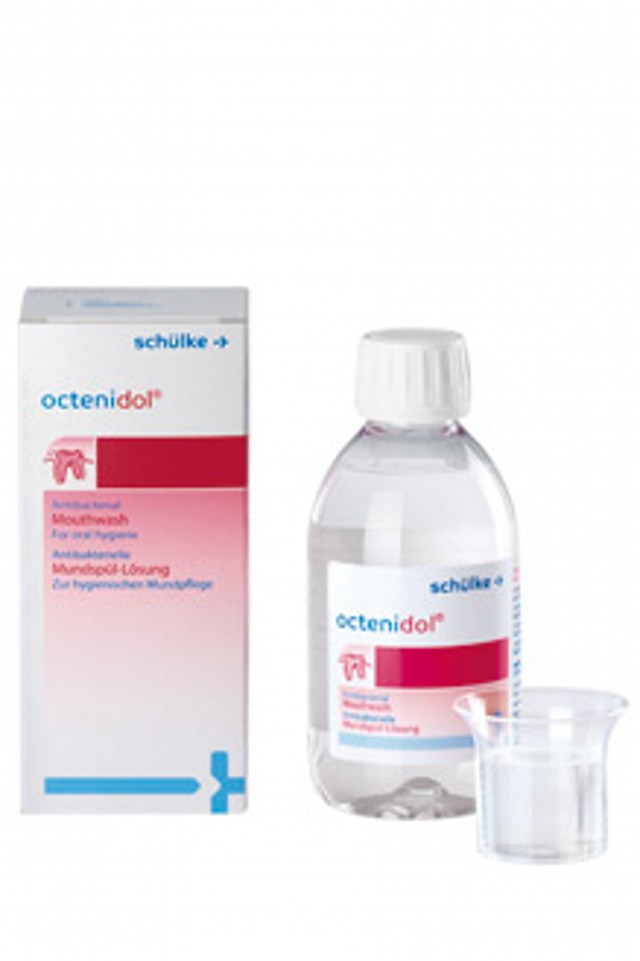 schülke
octenidol®
Antibacterial
Mouthwash
For oral hygiene
Antibakterielle
Mundspül-Lösung
Zur hygienischen Mundpflege
schülke
octenidol®
Antibacterial
Mouthwash
Antibakterielle
Mundspül-Lösung